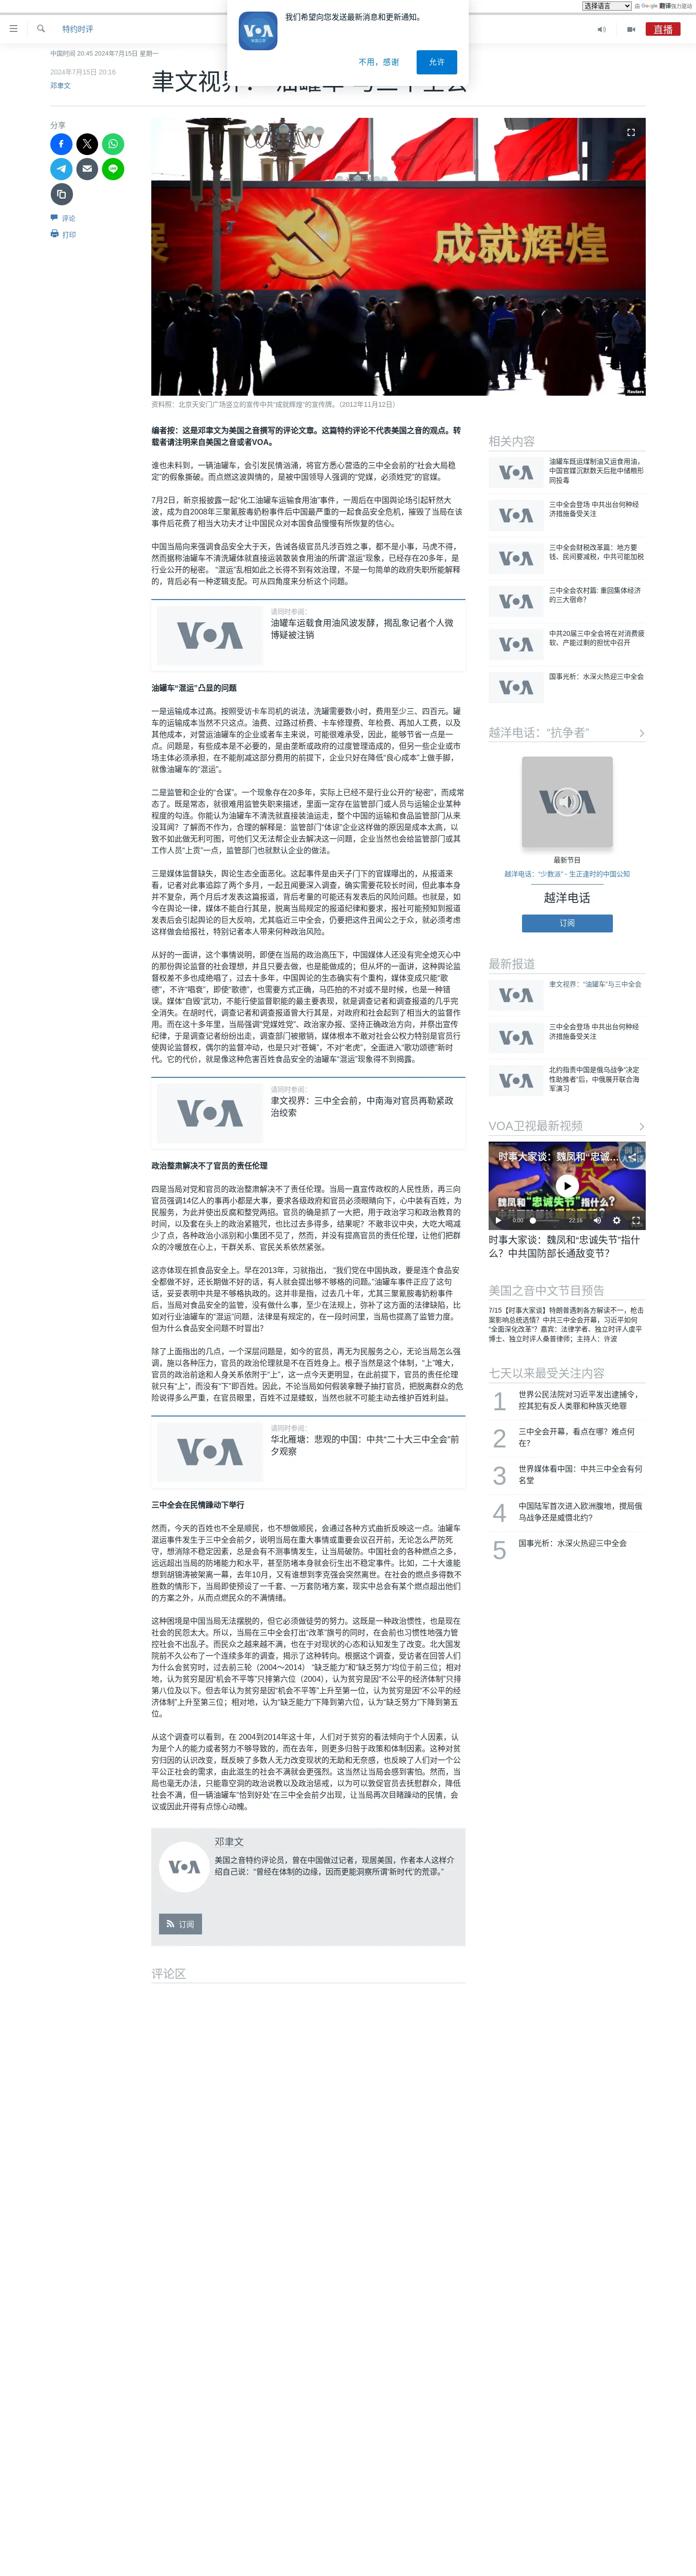 选择语言
由 Google 翻译强力驱动
我们希望向您发送最新消息和更新通知。
不用，感谢
允许
VOA
特约时评
直播
中国时间 20:45 2024年7月15日 星期一
2024年7月15日 20:16
邓聿文
聿文视界：“油罐车”与三中全会
分享
评论
打印
成就辉煌
Reuters
资料照：北京天安门广场竖立的宣传中共“成就辉煌”的宣传牌。(2012年11月12日）
编者按：这是邓聿文为美国之音撰写的评论文章。这篇特约评论不代表美国之音的观点。转
载者请注明来自美国之音或者VOA。
谁也未料到，一辆油罐车，会引发民情汹涌，将官方悉心营造的三中全会前的“社会大局稳
定”的假象撕破。而点燃这波舆情的，是被中国领导人强调的“党媒，必须姓党”的官媒。
7月2日，新京报披露一起“化工油罐车运输食用油”事件，一周后在中国舆论场引起轩然大
波，成为自2008年三聚氰胺毒奶粉事件后中国最严重的一起食品安全危机，摧毁了当局在该
事件后花费了相当大功夫才让中国民众对本国食品慢慢有所恢复的信心。
中国当局向来强调食品安全大于天，告诫各级官员凡涉百姓之事，都不是小事，马虎不得，
然而据称油罐车不清洗罐体就直接运装散装食用油的所谓“混运”现象，已经存在20多年，是
行业公开的秘密。 “混运”乱相如此之长得不到有效治理，不是一句简单的政府失职所能解释
的，背后必有一种逻辑支配。可从四角度来分析这个问题。
请同时参阅:
油罐车运载食用油风波发酵，揭乱象记者个人微
博疑被注销
油罐车“混运”凸显的问题
一是运输成本过高。按照受访卡车司机的说法，洗罐需要数小时，费用至少三、四百元。罐
车的运输成本当然不只这点。油费、过路过桥费、卡车修理费、年检费、再加人工费，以及
其他成本，对营运油罐车的企业或者车主来说，可能很难承受，因此，能够节省一点是一
点。问题是，有些成本是不必要的，是由垄断或政府的过度管理造成的，但另一些企业或市
场主体必须承担，在不能削减这部分费用的前提下，企业只好在降低“良心成本”上做手脚，
就像油罐车的“混运”。
二是监管和企业的“合谋”。一个现象存在20多年，实际上已经不是行业公开的“秘密”，而成常
态了。既是常态，就很难用监管失职来描述，里面一定存在监管部门或人员与运输企业某种
程度的勾连。你能认为油罐车不清洗就直接装油运走，整个中国的运输和食品监管部门从来
没耳闻？了解而不作为，合理的解释是：监管部门“体谅”企业这样做的原因是成本太高，以
致不如此做无利可图，可他们又无法帮企业去解决这一问题，企业当然也会给监管部门或其
工作人员“上贡”一点，监管部门也就默认企业的做法。
三是媒体监督缺失，舆论生态全面恶化。这起事件是由天子门下的官媒曝出的，从报道来
看，记者对此事追踪了两个多月，一起丑闻要深入调查，确实需要花较长时间，但此事本身
并不复杂，两个月后才发表这篇报道，背后考量的可能还有发表后的风险问题。也就是，如
今在舆论一律，媒体不能自行其是，脱离当局规定的报道纪律和要求，报社可能预知到报道
发表后会引起舆论的巨大反响，尤其临近三中全会，仍要把这件丑闻公之于众，就必须考虑
这样做会给报社，特别记者本人带来何种政治风险。
从好的一面讲，这个事情说明，即便在当局的政治高压下，中国媒体人还没有完全熄灭心中
的那份舆论监督的社会理想，并且只要去做，也是能做成的；但从坏的一面讲，这种舆论监
督权差不多也成绝唱了，过去十多年，中国舆论的生态确实有个重构，媒体变成只能“歌
德”，不许“唱衰”，即使“歌德”，也需要方式正确，马匹拍的不对或不是时候，也是一种错
误。媒体“自毁”武功，不能行使监督职能的最主要表现，就是调查记者和调查报道的几乎完
全消失。在胡时代，调查记者和调查报道曾大行其是，对政府和社会起到了相当大的监督作
用。而在这十多年里，当局强调“党媒姓党”、政治家办报、坚持正确政治方向，并祭出宣传
纪律，于是调查记者纷纷出走，调查部门被撤销，媒体根本不敢对社会公权力特别是官员行
使舆论监督权，偶尔的监督冲动，也是只对“苍蝇”，不对“老虎”，全面进入“歌功颂德”新时
代。它的代价，就是像这种危害百姓食品安全的油罐车“混运”现象得不到揭露。
请同时参阅:
聿文视界：三中全会前，中南海对官员再勒紧政
治绞索
政治整肃解决不了官员的责任伦理
四是当局对党和官员的政治整肃解决不了责任伦理。当局一直宣传政权的人民性质，再三向
官员强调14亿人的事再小都是大事，要求各级政府和官员必须眼睛向下，心中装有百姓，为
民服务，为此并使出反腐和整党两招。官员的确是抓了一大把，用于政治学习和政治教育的
时间，以及套在头上的政治紧箍咒，也比过去多得多，结果呢？不敢非议中央，大吃大喝减
少了点，各种政治小派别和小集团不见了，然而，并没有提高官员的责任伦理，让他们把群
众的冷暖放在心上，干群关系、官民关系依然紧张。
这亦体现在抓食品安全上。早在2013年，习就指出， “我们党在中国执政，要是连个食品安
全都做不好，还长期做不好的话，有人就会提出够不够格的问题。”油罐车事件正应了这句
话，妥妥表明中共是不够格执政的。这并非是指，过去几十年，尤其三聚氰胺毒奶粉事件
后，当局对食品安全的监管，没有做什么事，至少在法规上，弥补了这方面的法律缺陷，比
如对行业油罐车的“混运”问题，法律是有规定的，在一段时间里，当局也提高了监管力度。
但为什么食品安全问题不时冒出？
除了上面指出的几点，一个深层问题是，如今的官员，再无为民服务之心，无论当局怎么强
调，施以各种压力，官员的政治伦理就是不在百姓身上。根子当然是这个体制，“上”唯大，
官员的政治前途和人身关系依附于“上”，这一点今天更明显，在此前提下，官员的责任伦理
就只有“上”，而没有“下”即百姓。因此，不论当局如何假装拿鞭子抽打官员，把脱离群众的危
险说得多么严重，在官员眼里，百姓不过是蝼蚁，当然也就不可能主动去维护百姓利益。
请同时参阅:
华北雁塘：悲观的中国：中共“二十大三中全会”前
夕观察
三中全会在民情躁动下举行
然而，今天的百姓也不全是顺民，也不想做顺民，会通过各种方式曲折反映这一点。油罐车
混运事件发生于三中全会前夕，说明当局在重大事情或重要会议召开前，无论怎么严防死
守，想消除不稳定因素，总是会有不测事情发生，让当局破防。中国社会的各种燃点之多，
远远超出当局的防堵能力和水平，甚至防堵本身就会衍生出不稳定事件。比如，二十大谁能
想到胡锦涛被架离一幕，去年10月，又有谁想到李克强会突然离世。在社会的燃点多得数不
胜数的情形下，当局即使预设了一千套、一万套防堵方案，现实中总会有某个燃点超出他们
的方案之外，从而点燃民众的不满情绪。
这种困境是中国当局无法摆脱的，但它必须做徒劳的努力。这既是一种政治惯性，也是现在
社会的民怨太大。所以，当局在三中全会打出“改革”旗号的同时，在会前也习惯性地强力管
控社会不出乱子。而民众之越来越不满，也在于对现状的心态和认知发生了改变。北大国发
院前不久公布了一个连续多年的调查，揭示了这种转向。根据这个调查，受访者在回答人们
为什么会贫穷时，过去前三轮（2004～2014） “缺乏能力”和“缺乏努力”均位于前三位；相对
地，认为贫穷是因“机会不平等”只排第六位（2004），认为贫穷是因“不公平的经济体制”只排
第八位及以下。但去年认为贫穷是因“机会不平等”上升至第一位，认为贫穷是因“不公平的经
济体制”上升至第三位；相对地，认为“缺乏能力”下降到第六位，认为“缺乏努力”下降到第五
位。
从这个调查可以看到，在 2004到2014年这十年，人们对于贫穷的看法倾向于个人因素，认
为是个人的能力或者努力不够导致的，而在去年，则更多归咎于政策和体制因素。这种对贫
穷归因的认识改变，既反映了多数人无力改变现状的无助和无奈感，也反映了人们对一个公
平公正社会的需求，由此滋生的社会不满就会更强烈。这当然让当局会感到害怕。然而，当
局也毫无办法，只能靠空洞的政治说教以及政治惩戒，以为可以敦促官员去抚慰群众，降低
社会不满，但一辆油罐车“恰到好处”在三中全会前夕出现，让当局再次目睹躁动的民情，会
议或因此开得有点惊心动魄。
邓聿文
美国之音特约评论员，曾在中国做过记者，现居美国，作者本人这样介
绍自己说：“曾经在体制的边缘，因而更能洞察所谓‘新时代’的荒谬。”
订阅
评论区
相关内容
油罐车既运煤制油又运食用油，
中国官媒沉默数天后批中储粮形
同投毒
三中全会登场 中共出台何种经
济措施备受关注
三中全会财税改革篇：地方要
钱、民间要减税，中共可能加税
三中全会农村篇: 重回集体经济
的三大宿命?
中共20届三中全会将在对消费疲
软、产能过剩的担忧中召开
国事光析：水深火热迎三中全会
越洋电话：“抗争者”
最新节目
越洋电话：“少数派” - 生正逢时的中国公知
越洋电话
订阅
最新报道
聿文视界：“油罐车”与三中全会
三中全会登场 中共出台何种经
济措施备受关注
北约指责中国是俄乌战争“决定
性助推者”后，中俄展开联合海
军演习
VOA卫视最新视频
时事大家谈：魏凤和“忠诚...
魏凤和“忠诚失节”指什么?
0:00
22:16
时事大家谈：魏凤和“忠诚失节”指什
么？中共国防部长通敌变节？
美国之音中文节目预告
7/15【时事大家谈】特朗普遇刺各方解读不一，枪击
案影响总统选情？中共三中全会开幕，习近平如何
“全面深化改革”？嘉宾：法律学者、独立时评人虞平
博士、独立时评人桑普律师；主持人：许波
七天以来最受关注内容
1
世界公民法院对习近平发出逮捕令，
控其犯有反人类罪和种族灭绝罪
2
三中全会开幕，看点在哪？难点何
在？
3
世界媒体看中国：中共三中全会有何
名堂
4
中国陆军首次进入欧洲腹地，搅局俄
乌战争还是威慑北约?
5
国事光析：水深火热迎三中全会